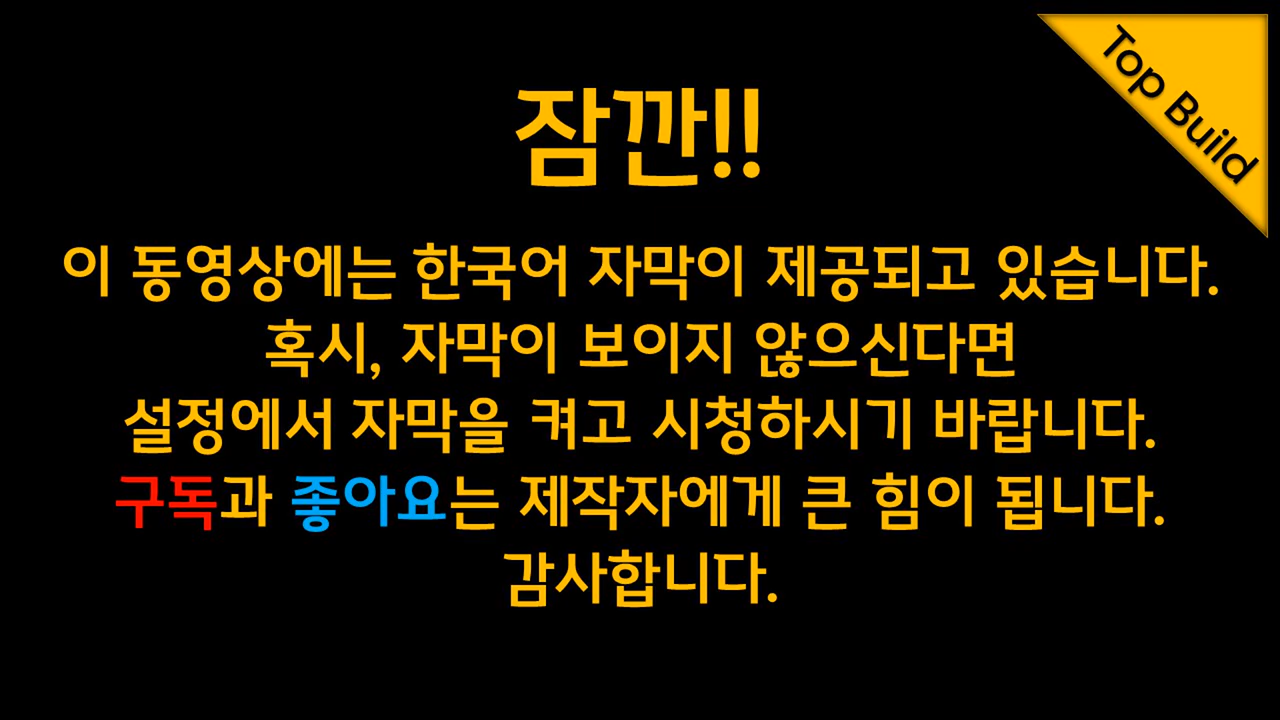 Top Build
잠깐!!
이 동영상에는 한국어 자막이 제공되고 있습니다.
혹시, 자막이 보이지 않으신다면
설정에서 자막을 켜고 시청하시기 바랍니다.
구독과 좋아요는 제작자에게 큰 힘이 됩니다.
감사합니다.